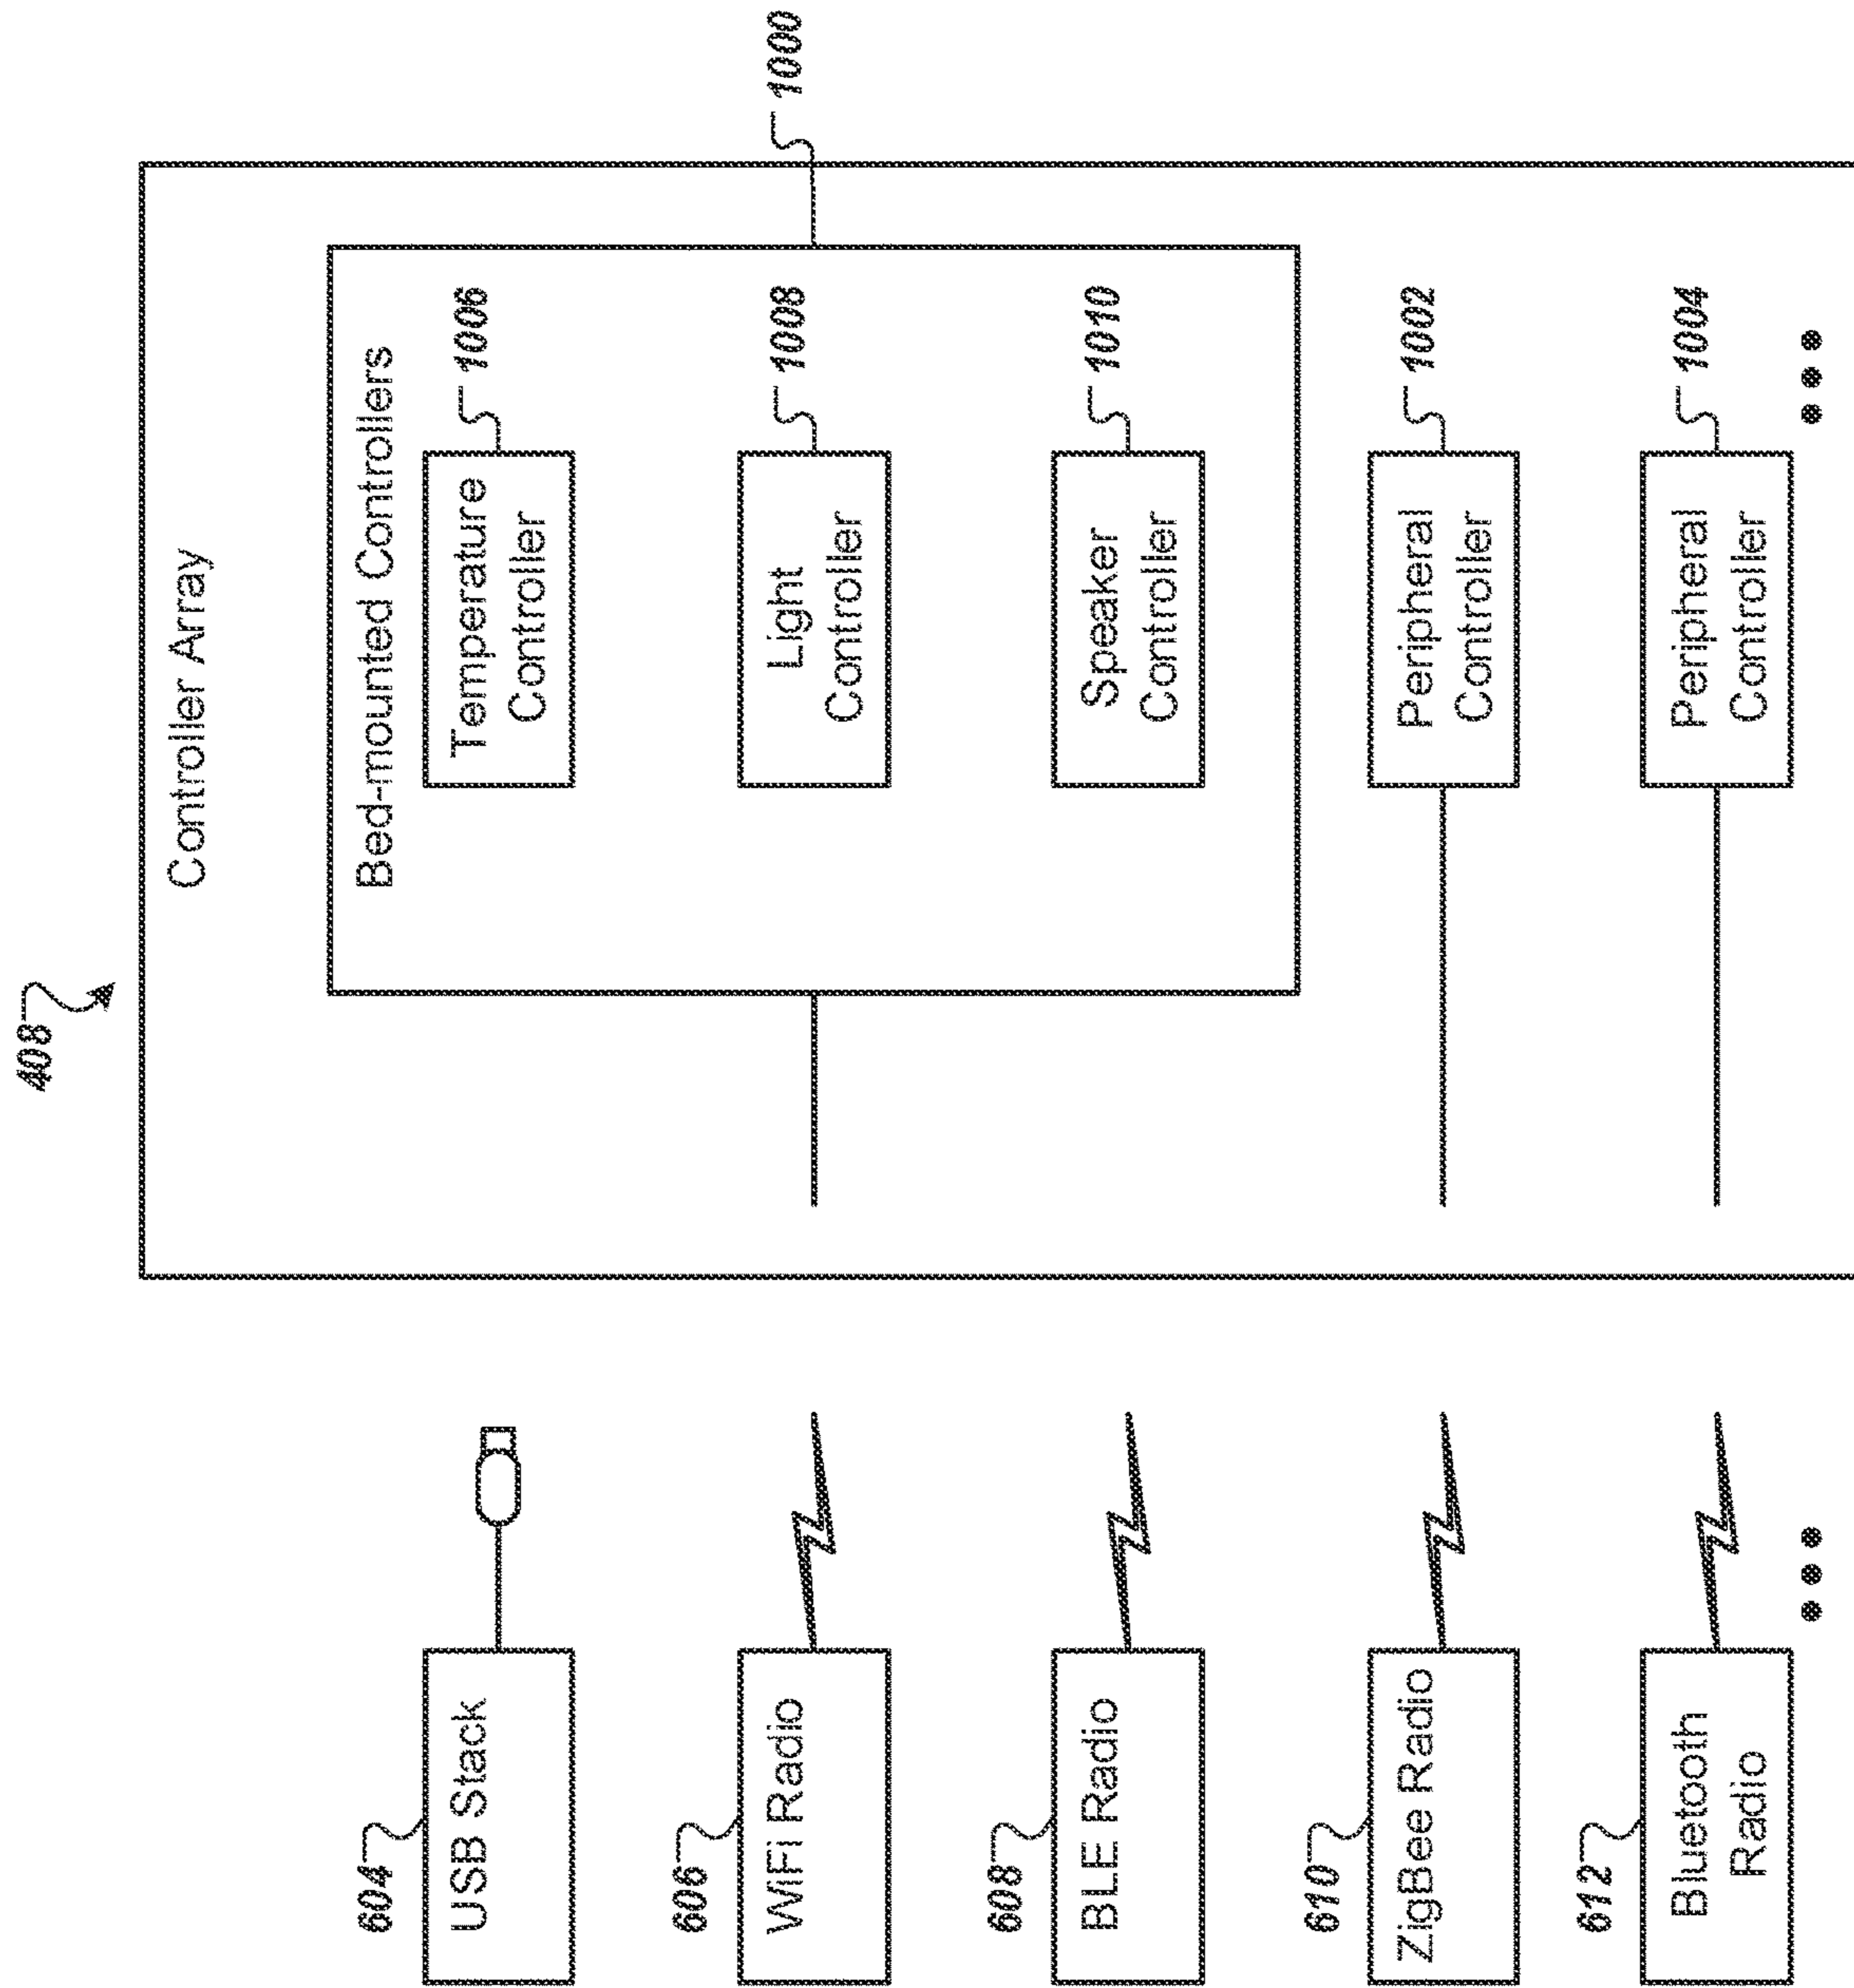 408
Controller Array
Bed-mounted Controllers
1000
604
USB Stack
Temperature
Controller
1006
606
WiFi Radio
Light
Controller
1008
608
BLE Radio
Speaker
Controller
1010
610
ZigBee Radio
Peripheral
Controller
1002
612
Bluetooth
Radio
Peripheral
Controller
1004